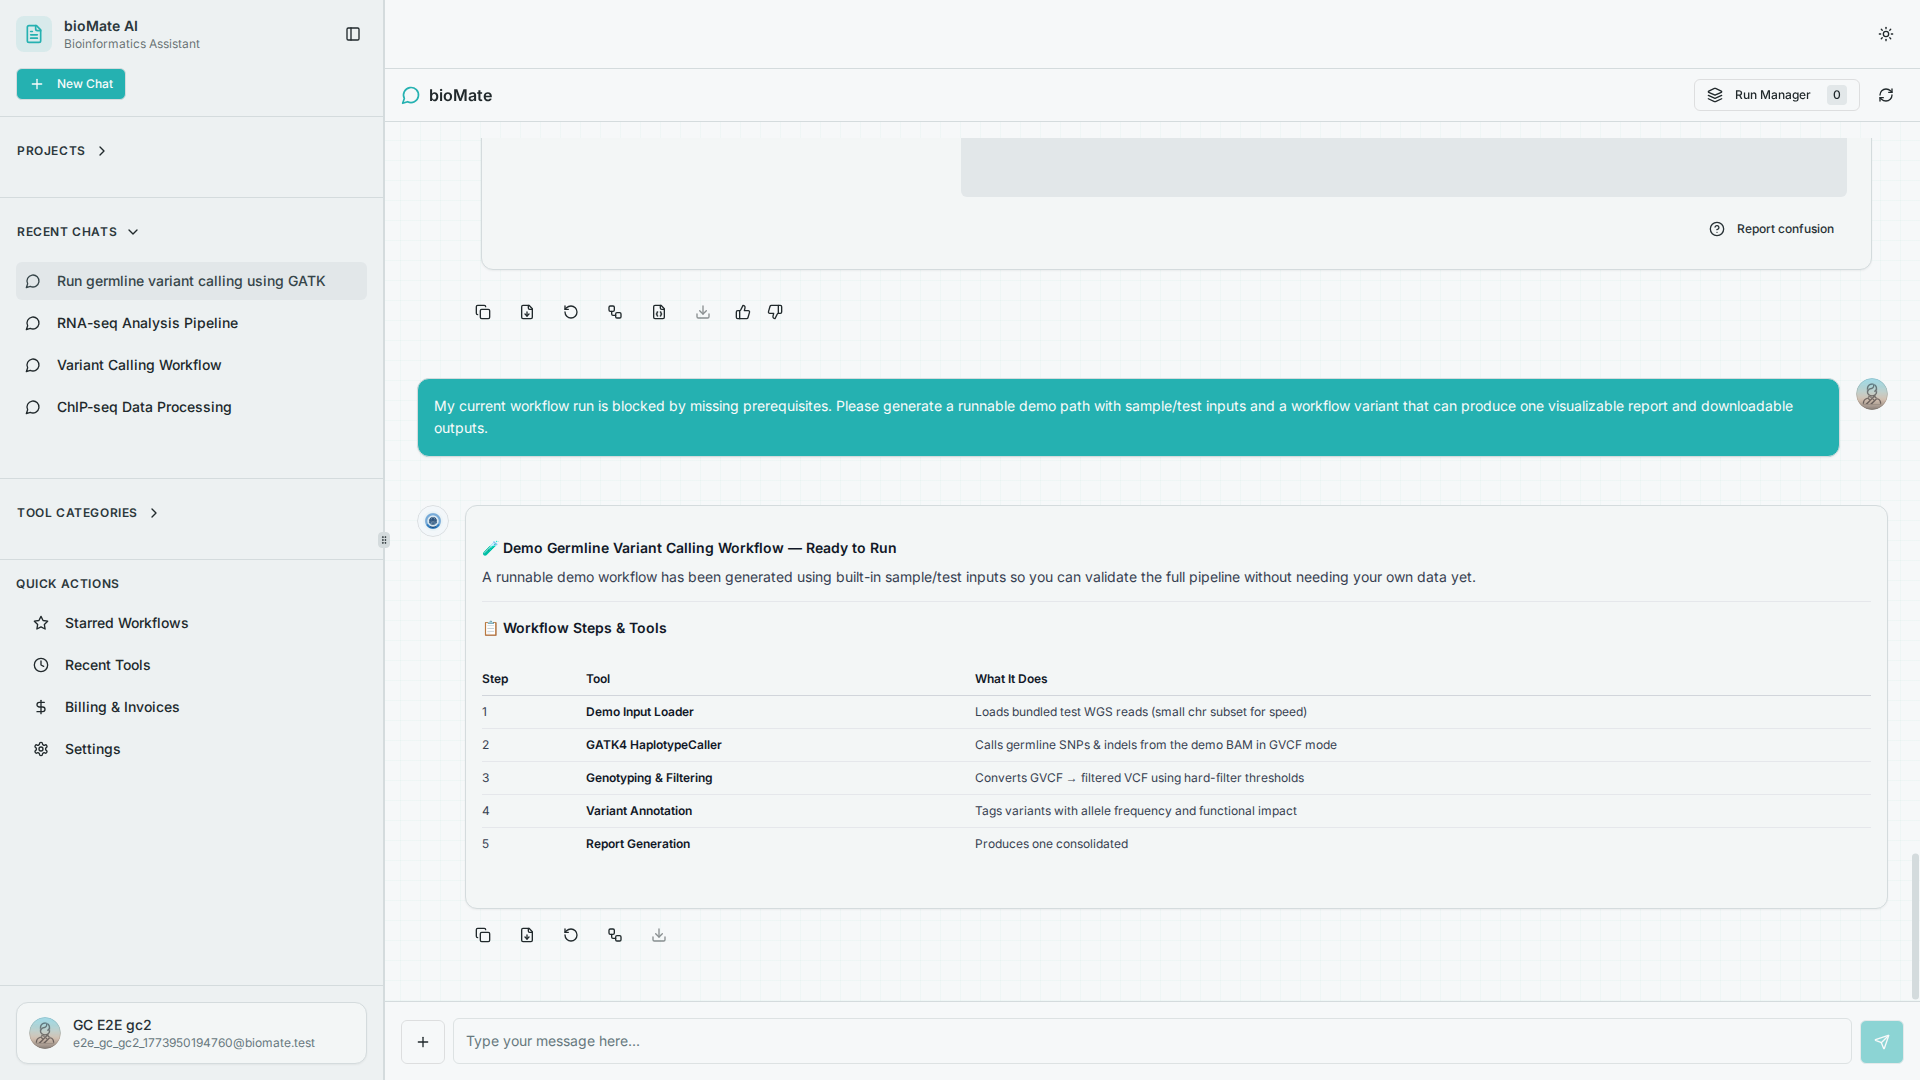 bioMate AI
Bioinformatics Assistant
New Chat
PROJECTS
RECENT CHATS
Run germline variant calling using GATK
RNA-seq Analysis Pipeline
Variant Calling Workflow
ChIP-seq Data Processing
TOOL CATEGORIES
QUICK ACTIONS
Starred Workflows
Recent Tools
Billing & Invoices
Settings
GC E2E gc2
e2e_gc_gc2_1773950194760@biomate.test
bioMate
Run Manager 0
Report confusion
My current workflow run is blocked by missing prerequisites. Please generate a runnable demo path with sample/test inputs and a workflow variant that can produce one visualizable report and downloadable
outputs.
🧪 Demo Germline Variant Calling Workflow — Ready to Run
A runnable demo workflow has been generated using built-in sample/test inputs so you can validate the full pipeline without needing your own data yet.
📋 Workflow Steps & Tools
Step Tool What It Does
1 Demo Input Loader Loads bundled test WGS reads (small chr subset for speed)
2 GATK4 HaplotypeCaller Calls germline SNPs & indels from the demo BAM in GVCF mode
3 Genotyping & Filtering Converts GVCF → filtered VCF using hard-filter thresholds
4 Variant Annotation Tags variants with allele frequency and functional impact
5 Report Generation Produces one consolidated
Type your message here...